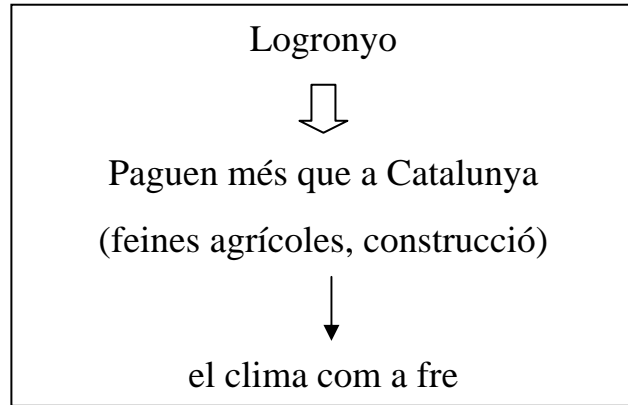 Logronyo
Paguen més que a Catalunya
(feines agrícoles, construcció)
el clima com a fre